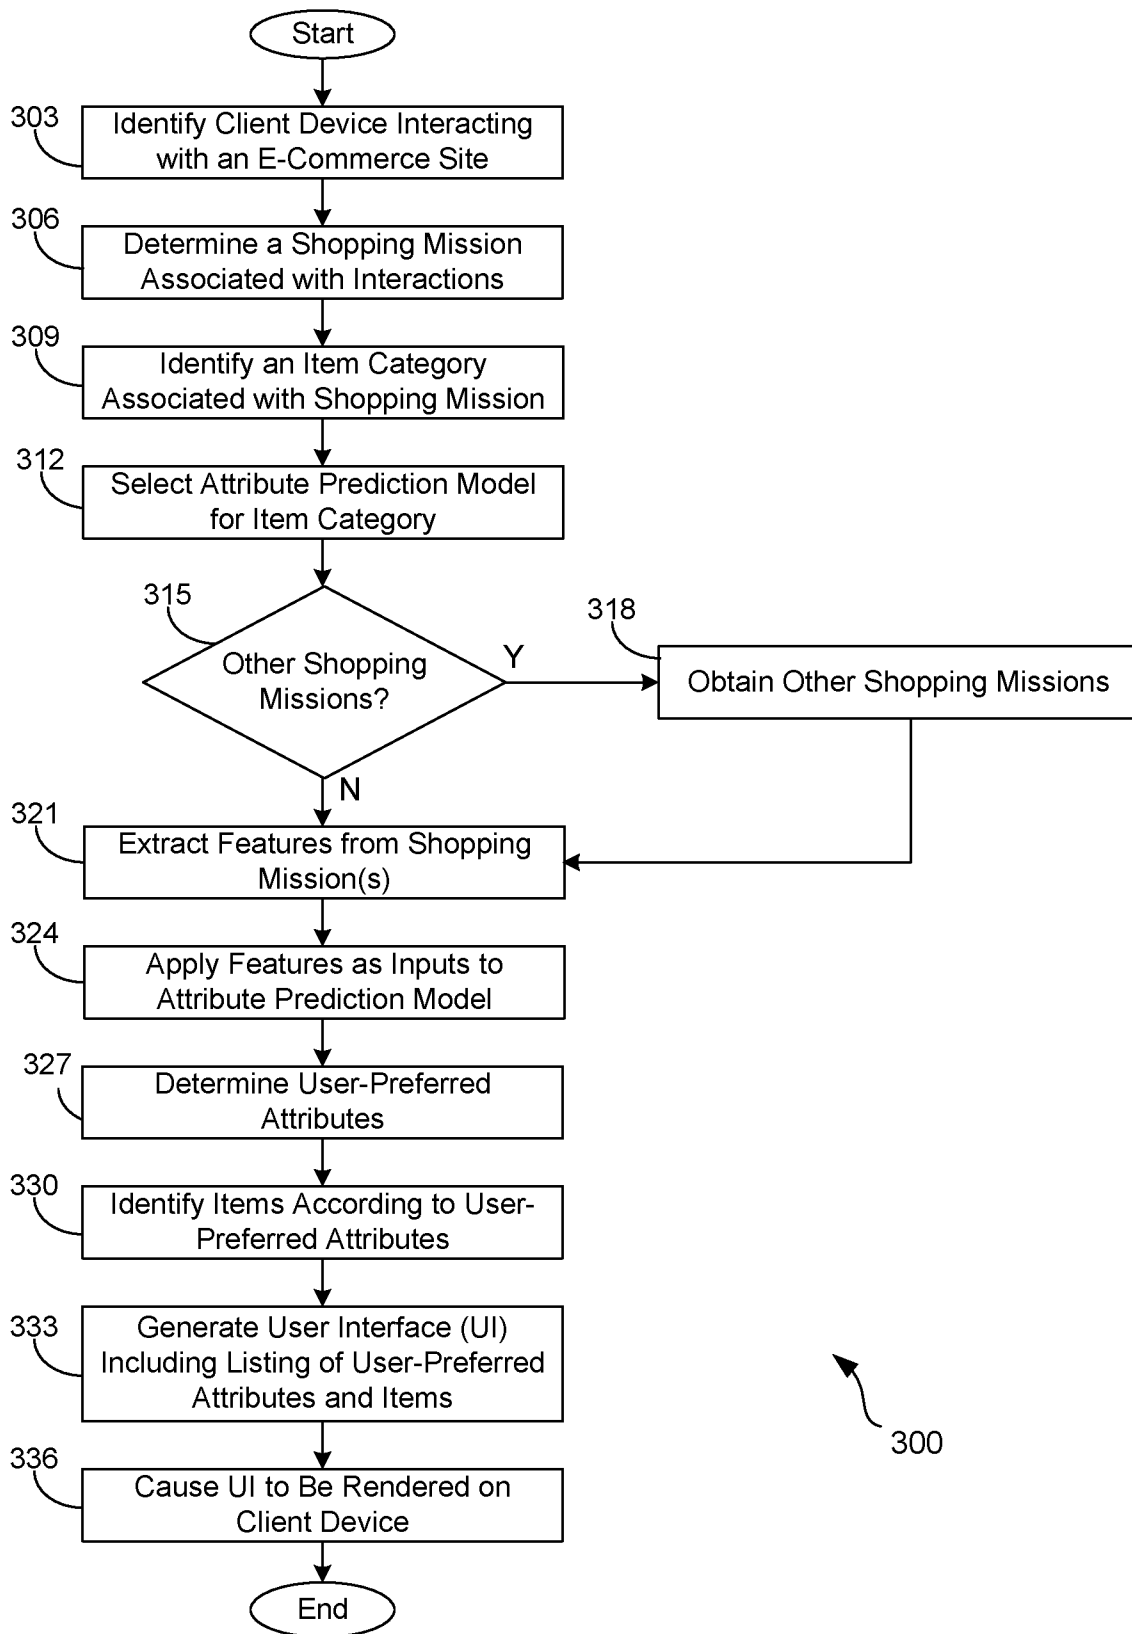 Start
303
Identify Client Device Interacting
with an E-Commerce Site
306
Determine a Shopping Mission
Associated with Interactions
309
Identify an Item Category
Associated with Shopping Mission
312
Select Attribute Prediction Model
for Item Category
315
Other Shopping
Missions?
Y
318
Obtain Other Shopping Missions
N
321
Extract Features from Shopping
Mission(s)
324
Apply Features as Inputs to
Attribute Prediction Model
327
Determine User-Preferred
Attributes
330
Identify Items According to User-
Preferred Attributes
333
Generate User Interface (UI)
Including Listing of User-Preferred
Attributes and Items
300
336
Cause UI to Be Rendered on
Client Device
End